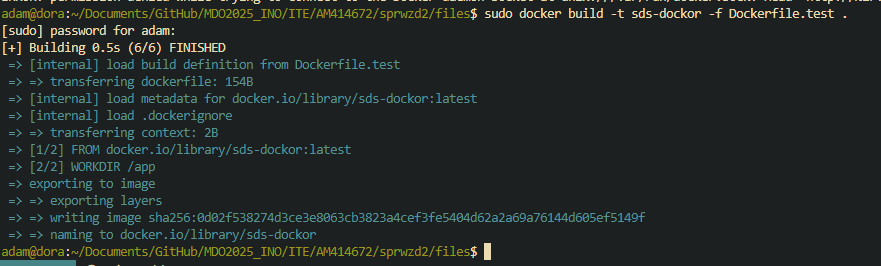 adam@dora:~/Documents/GitHub/MDO2025_INO/ITE/AM414672/sprwzd2/files$ sudo docker build -t sds-dockor -f Dockerfile.test .
[sudo] password for adam:
[+] Building 0.5s (6/6) FINISHED
=> [internal] load build definition from Dockerfile.test
=> => transferring dockerfile: 154B
=> [internal] load metadata for docker.io/library/sds-dockor:latest
=> [internal] load .dockerignore
=> => transferring context: 2B
=> [1/2] FROM docker.io/library/sds-dockor:latest
=> [2/2] WORKDIR /app
=> exporting to image
=> => exporting layers
=> => writing image sha256:0d02f538274d3ce3e8063cb3823a4cef3fe5404d62a2a69a76144d605ef5149f
=> => naming to docker.io/library/sds-dockor
adam@dora:~/Documents/GitHub/MDO2025_INO/ITE/AM414672/sprwzd2/files$